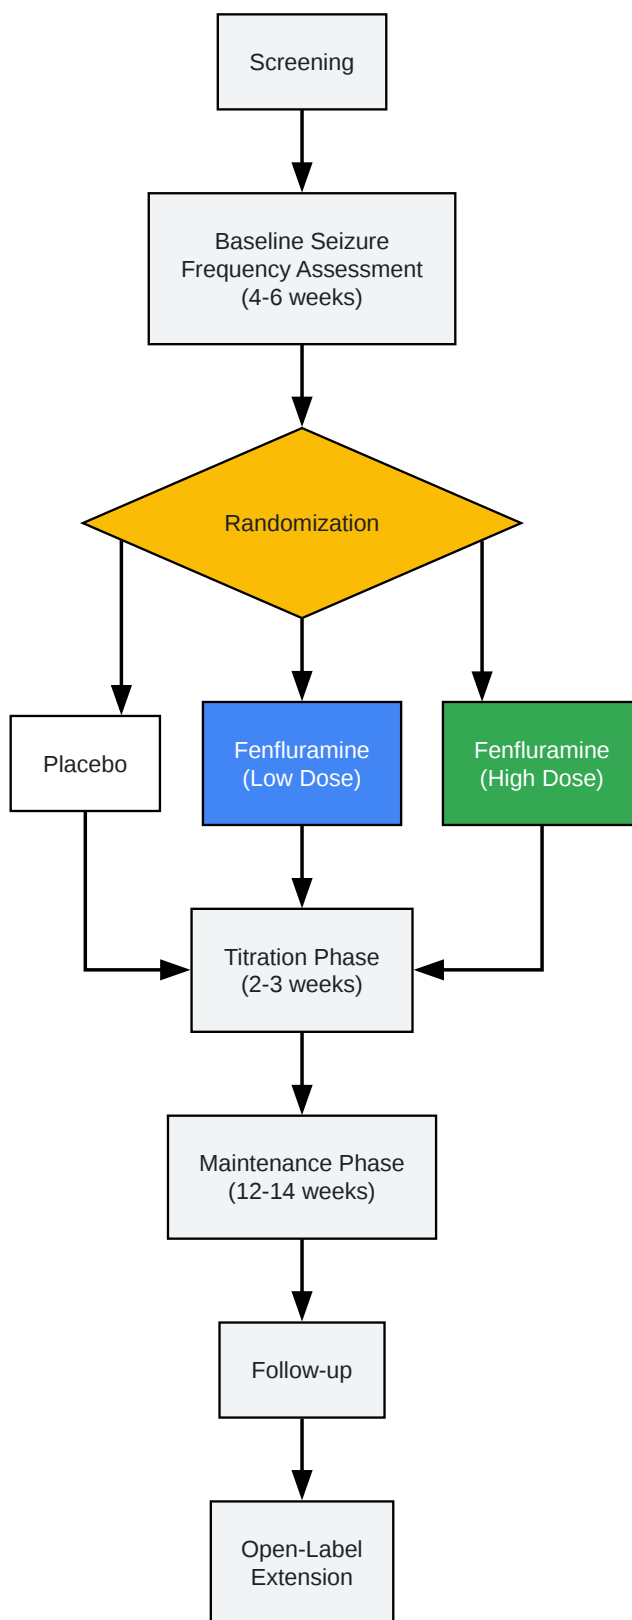 Screening
Baseline Seizure
Frequency Assessment
(4-6 weeks)
Randomization
Placebo
Fenfluramine
(Low Dose)
Fenfluramine
(High Dose)
Titration Phase
(2-3 weeks)
Maintenance Phase
(12-14 weeks)
Follow-up
Open-Label
Extension